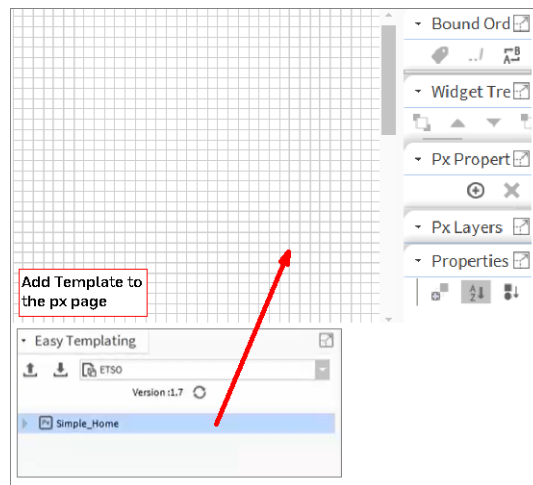 Bound Ord
../
B
A
Widget Tre
Px Propert
Px Layers
Properties
A
Z
Add Template to
the px page
Easy Templating
ETSO
Version :1.7
Px Simple_Home